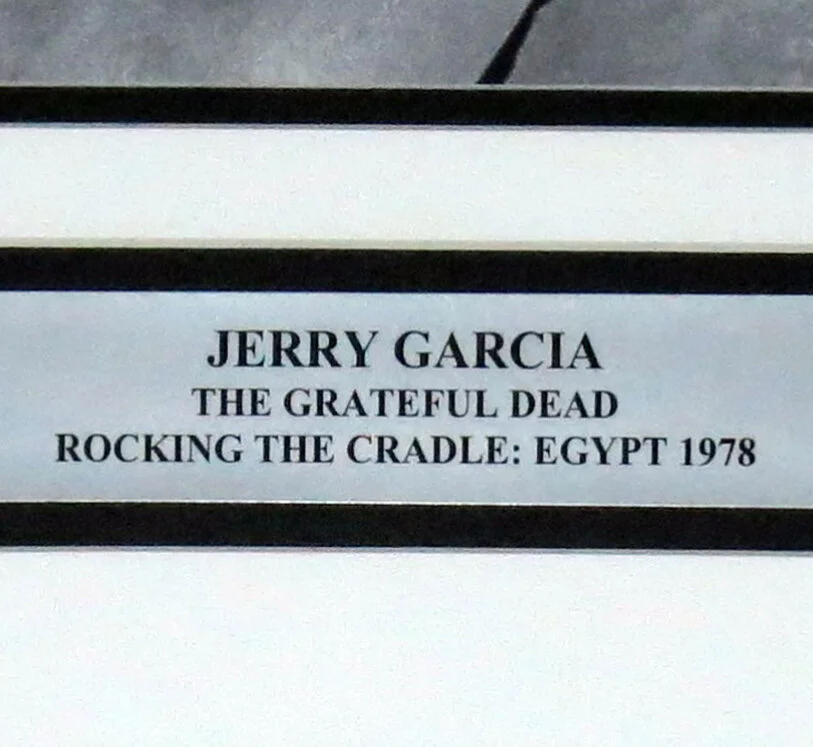 JERRY GARCIA
THE GRATEFUL DEAD
ROCKING THE CRADLE: EGYPT 1978